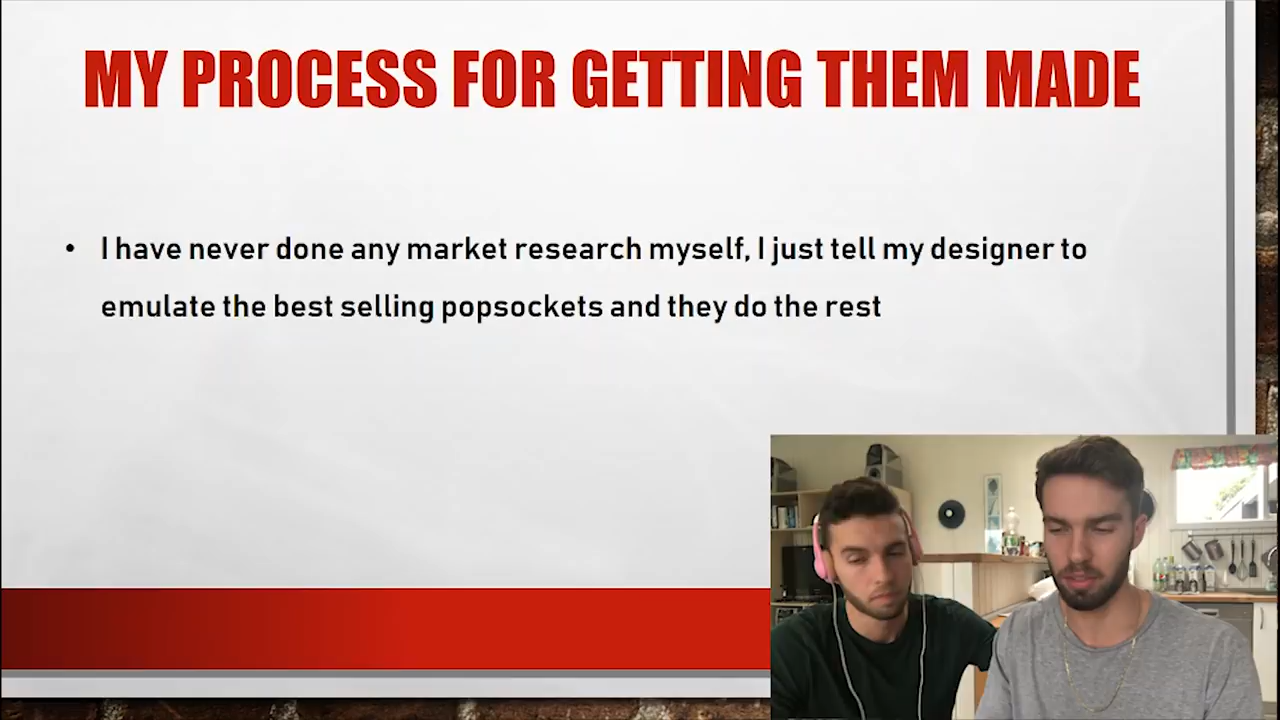 MY PROCESS FOR GETTING THEM MADE
• I have never done any market research myself, I just tell my designer to
emulate the best selling popsockets and they do the rest